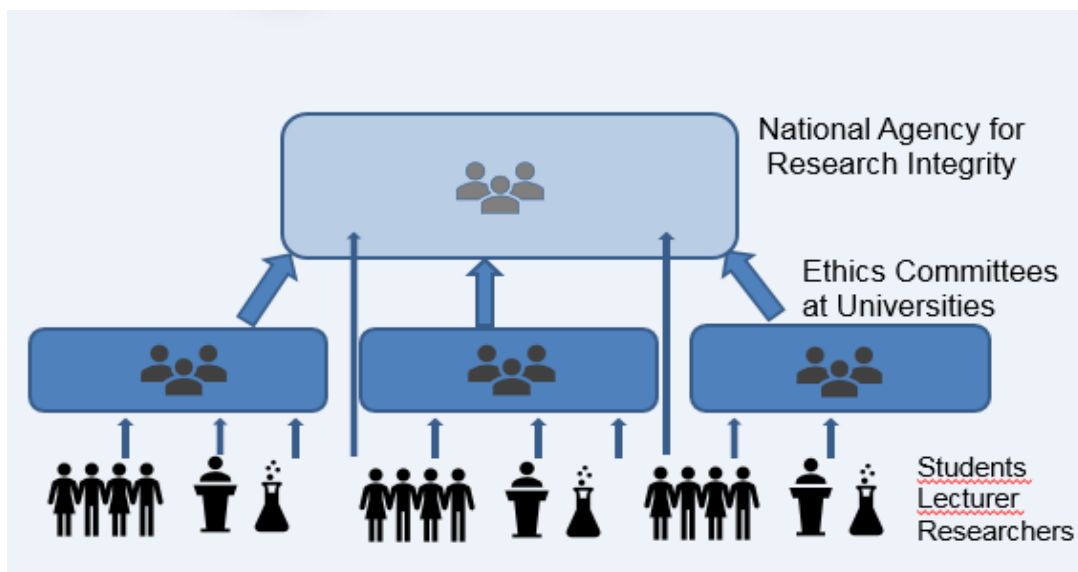 National Agency for
Research Integrity
Ethics Committees
at Universities
Students
Lecturer
Researchers